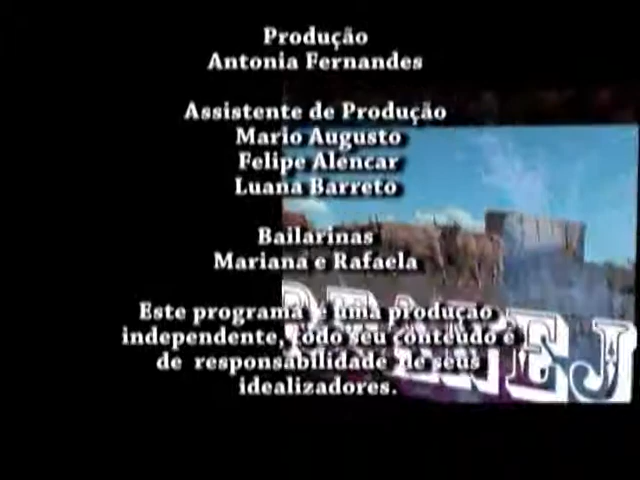 Produção
Antonia Fernandes
Assistente de Produção
Mario Augusto
Felipe Alencar
Luana Barreto
Bailarinas
Mariana e Rafaela
Este programa é uma produção
independente, todo seu conteúdo é
de responsabilidade de seus
idealizadores.